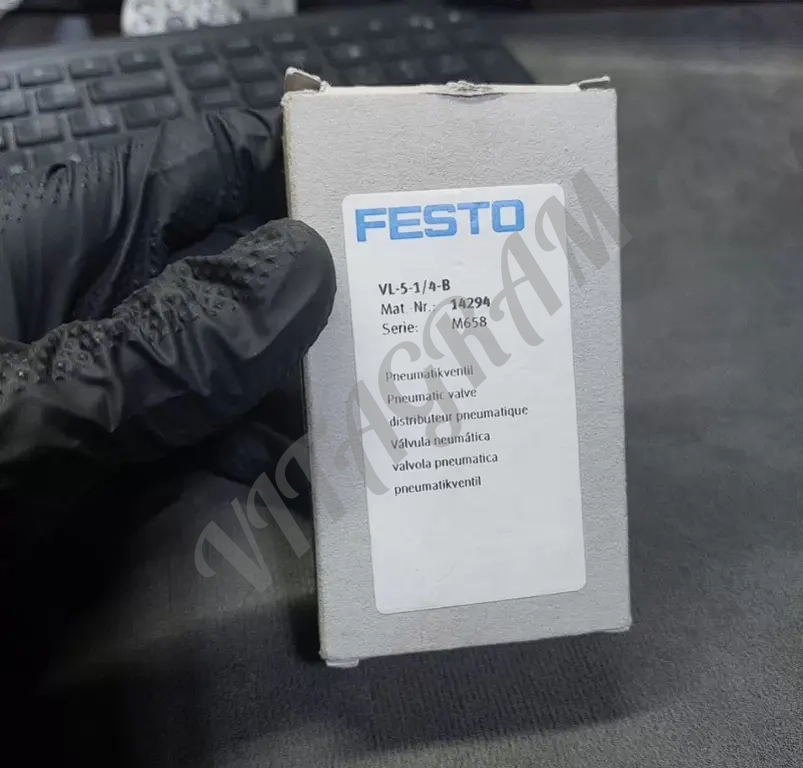 FESTO
VL-5-1/4-B
Mat.-Nr.: 14294
Serie: M658
Pneumatikventil
Pneumatic valve
distributeur pneumatique
Válvula neumática
valvola pneumatica
pneumatikventil
VITAGRAM